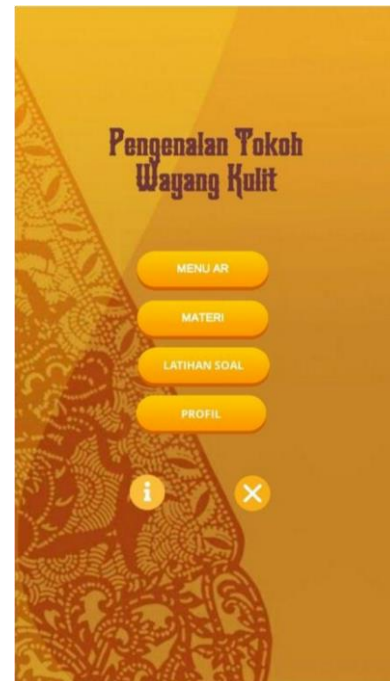 Pengenalan Tokoh
Wayang Kulit
MENU AR
MATERI
LATIHAN SOAL
PROFIL
i